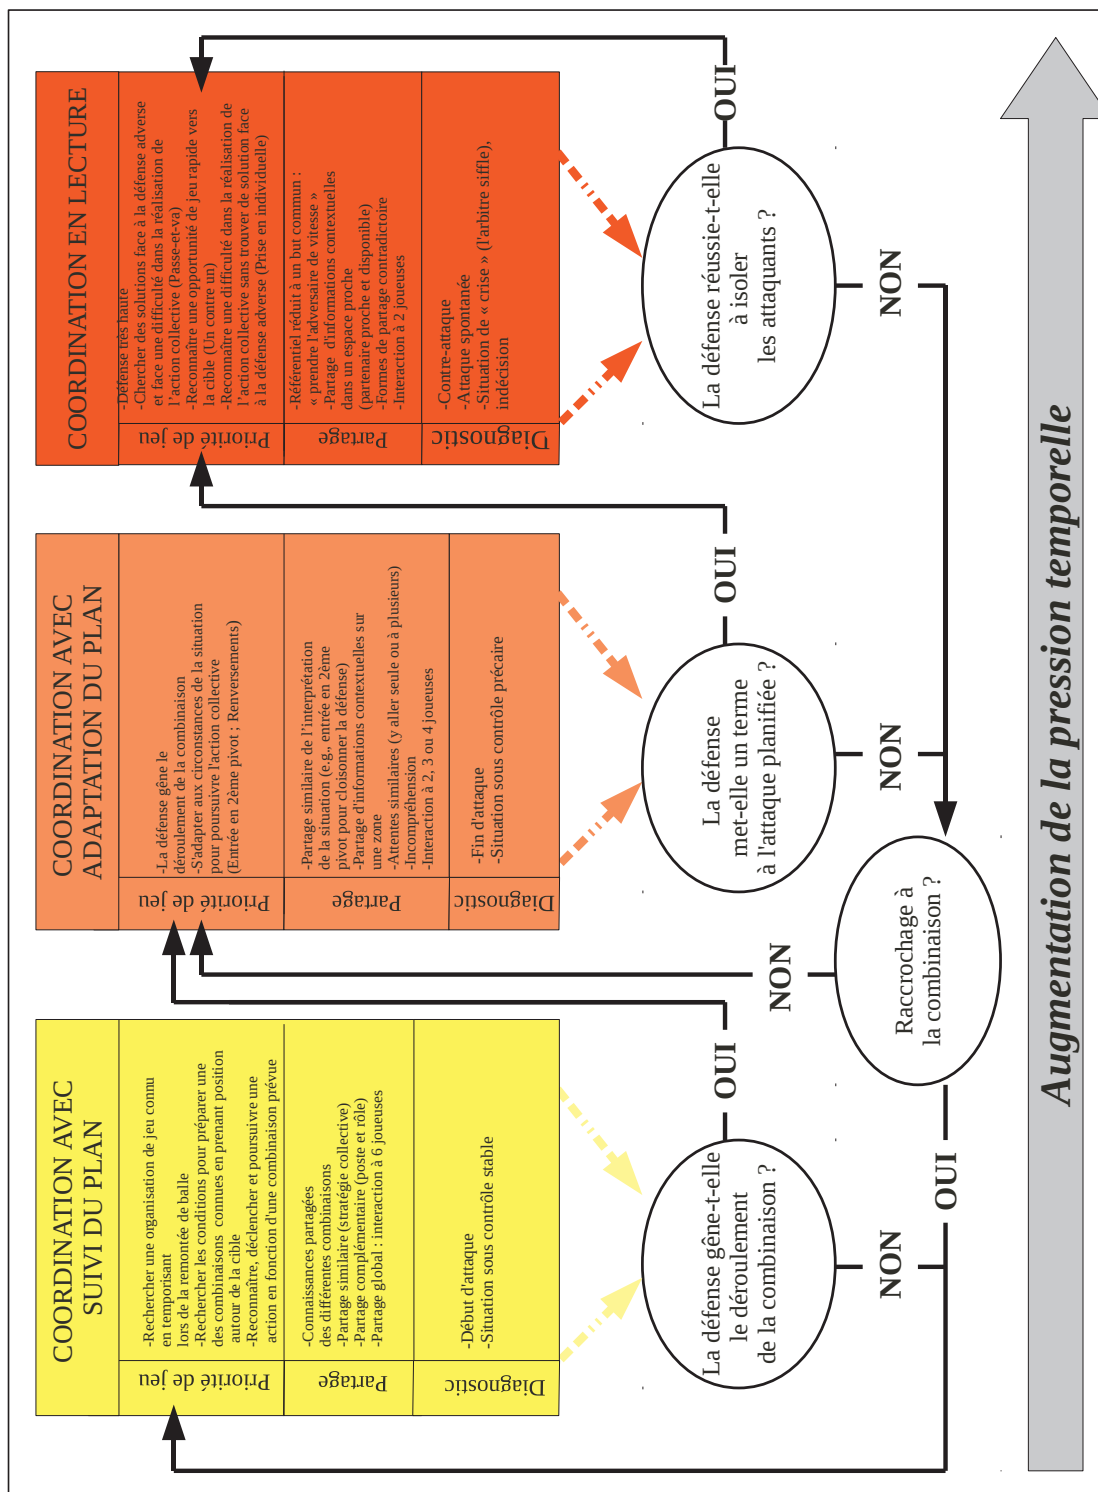 COORDINATION AVEC
SUIVI DU PLAN
Priorité de jeu
-Rechercher une organisation de jeu connu
en temporisant
lors de la remontée de balle
-Rechercher les conditions pour préparer une
des combinaisons connues en prenant position
autour de la cible
-Reconnaître, déclencher et poursuivre une
action en fonction d'une combinaison prévue
Partage
-Connaissances partagées
des différentes combinaisons
-Partage similaire (stratégie collective)
-Partage complémentaire (poste et rôle)
-Partage global : interaction à 6 joueuses
Diagnostic
-Début d'attaque
-Situation sous contrôle stable
COORDINATION AVEC
ADAPTATION DU PLAN
Priorité de jeu
-La défense gêne le
déroulement de la combinaison
-S'adapter aux circonstances de la situation
pour poursuivre l'action collective
(Entrée en 2ème pivot ; Renversements)
Partage
-Partage similaire de l'interprétation
de la situation (e.g., entrée en 2ème
pivot pour cloisonner la défense)
-Partage d'informations contextuelles sur
une zone
-Attentes similaires (y aller seule ou à plusieurs)
-Incompréhension
-Interaction à 2, 3 ou 4 joueuses
Diagnostic
-Fin d'attaque
-Situation sous contrôle précaire
COORDINATION EN LECTURE
Priorité de jeu
-Défense très haute
-Chercher des solutions face à la défense adverse
et face une difficulté dans la réalisation de
l’action collective (Passe-et-va)
-Reconnaître une opportunité de jeu rapide vers
la cible (Un contre un)
-Reconnaître une difficulté dans la réalisation de
l’action collective sans trouver de solution face
à la défense adverse (Prise en individuelle)
Partage
-Référentiel réduit à un but commun :
« prendre l'adversaire de vitesse »
-Partage d'informations contextuelles
dans un espace proche
(partenaire proche et disponible)
-Formes de partage contradictoire
-Interaction à 2 joueuses
Diagnostic
-Contre-attaque
-Attaque spontanée
-Situation de « crise » (l'arbitre siffle),
indécision
La défense gêne-t-elle
le déroulement
de la combinaison ?
OUI
NON
La défense
met-elle un terme
à l'attaque planifiée ?
OUI
NON
La défense réussie-t-elle
à isoler
les attaquants ?
OUI
NON
Raccrochage à
la combinaison ?
NON
OUI
Augmentation de la pression temporelle